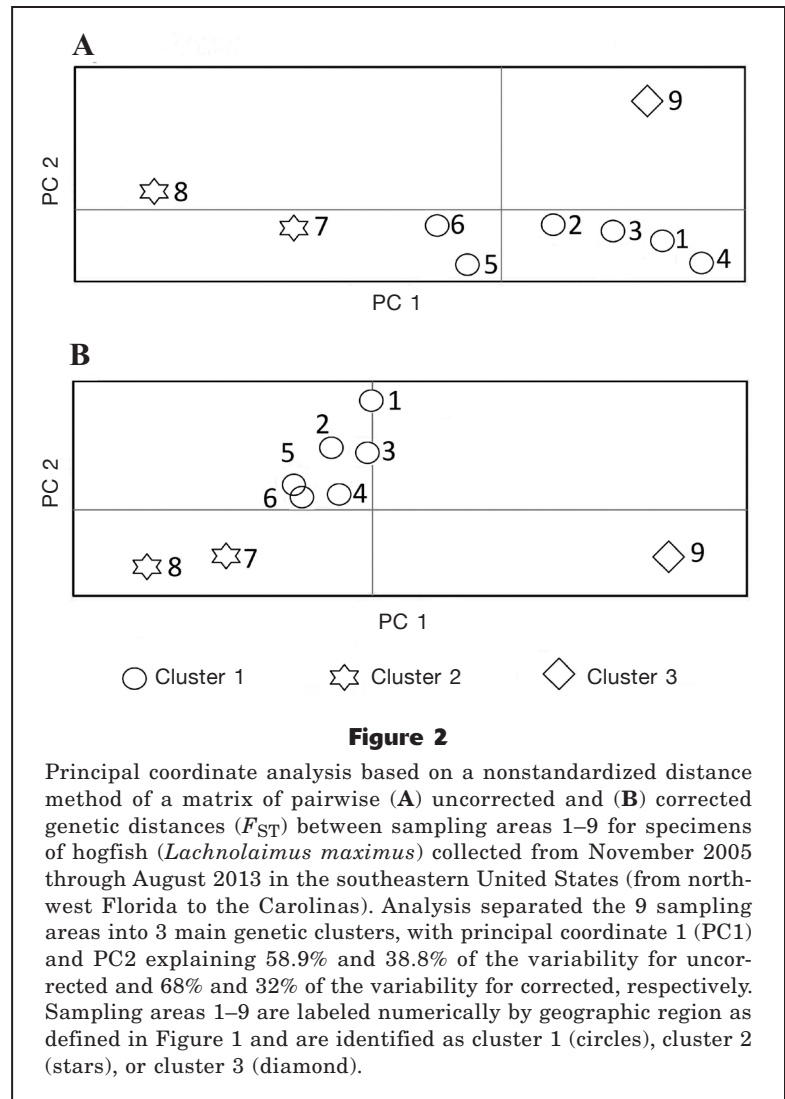 A
PC 2
9
8
7
6
5
2
3
1
4
PC 1
B
PC 2
1
2
3
5
6
4
8
7
9
PC 1
Cluster 1 Cluster 2 Cluster 3
Figure 2
Principal coordinate analysis based on a nonstandardized distance
method of a matrix of pairwise (A) uncorrected and (B) corrected
genetic distances (FST) between sampling areas 1–9 for specimens
of hogfish (Lachnolaimus maximus) collected from November 2005
through August 2013 in the southeastern United States (from north-
west Florida to the Carolinas). Analysis separated the 9 sampling
areas into 3 main genetic clusters, with principal coordinate 1 (PC1)
and PC2 explaining 58.9% and 38.8% of the variability for uncor-
rected and 68% and 32% of the variability for corrected, respectively.
Sampling areas 1–9 are labeled numerically by geographic region as
defined in Figure 1 and are identified as cluster 1 (circles), cluster 2
(stars), or cluster 3 (diamond).